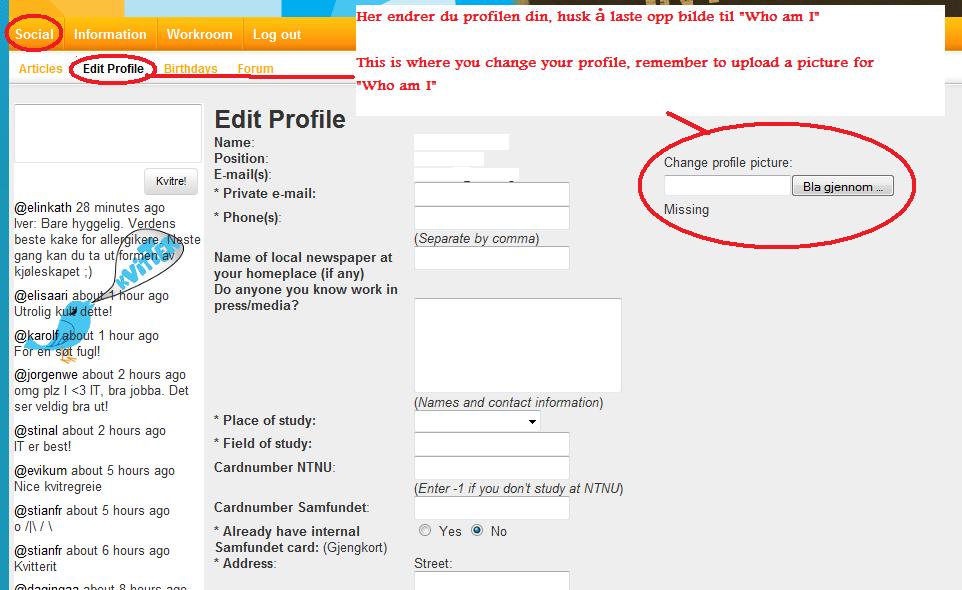 Her endrer du profilen din, husk å laste opp bilde til "Who am I"
This is where you change your profile, remember to upload a picture for
"Who am I"
Social Information Workroom Log out
Articles Edit Profile Birthdays Forum
Kvitre!
@elinkath 28 minutes ago
Iver: Bare hyggelig. Verdens
beste kake for allergikere. Neste
gang kan du ta ut formen av
kjøleskapet ;)
KVITTER
@elisaari about 1 hour ago
Utrolig kult dette!
@karolf about 1 hour ago
For en søt fugl!
@jorgenwe about 2 hours ago
omg plz I <3 IT, bra jobba. Det
ser veldig bra ut!
@stinal about 2 hours ago
IT er best!
@evikum about 5 hours ago
Nice kvitregreie
@stianfr about 5 hours ago
o /|\ / \
@stianfr about 6 hours ago
Kvitterit
@dagingaa about 8 hours ago
Edit Profile
Name:
Position:
E-mail(s):
* Private e-mail:
* Phone(s):
(Separate by comma)
Name of local newspaper at
your homeplace (if any)
Do anyone you know work in
press/media?
(Names and contact information)
* Place of study:
* Field of study:
Cardnumber NTNU:
(Enter -1 if you don't study at NTNU)
Cardnumber Samfundet:
* Already have internal
Samfundet card: (Gjengkort)
Yes No
* Address:
Street:
Change profile picture:
Bla gjennom ...
Missing